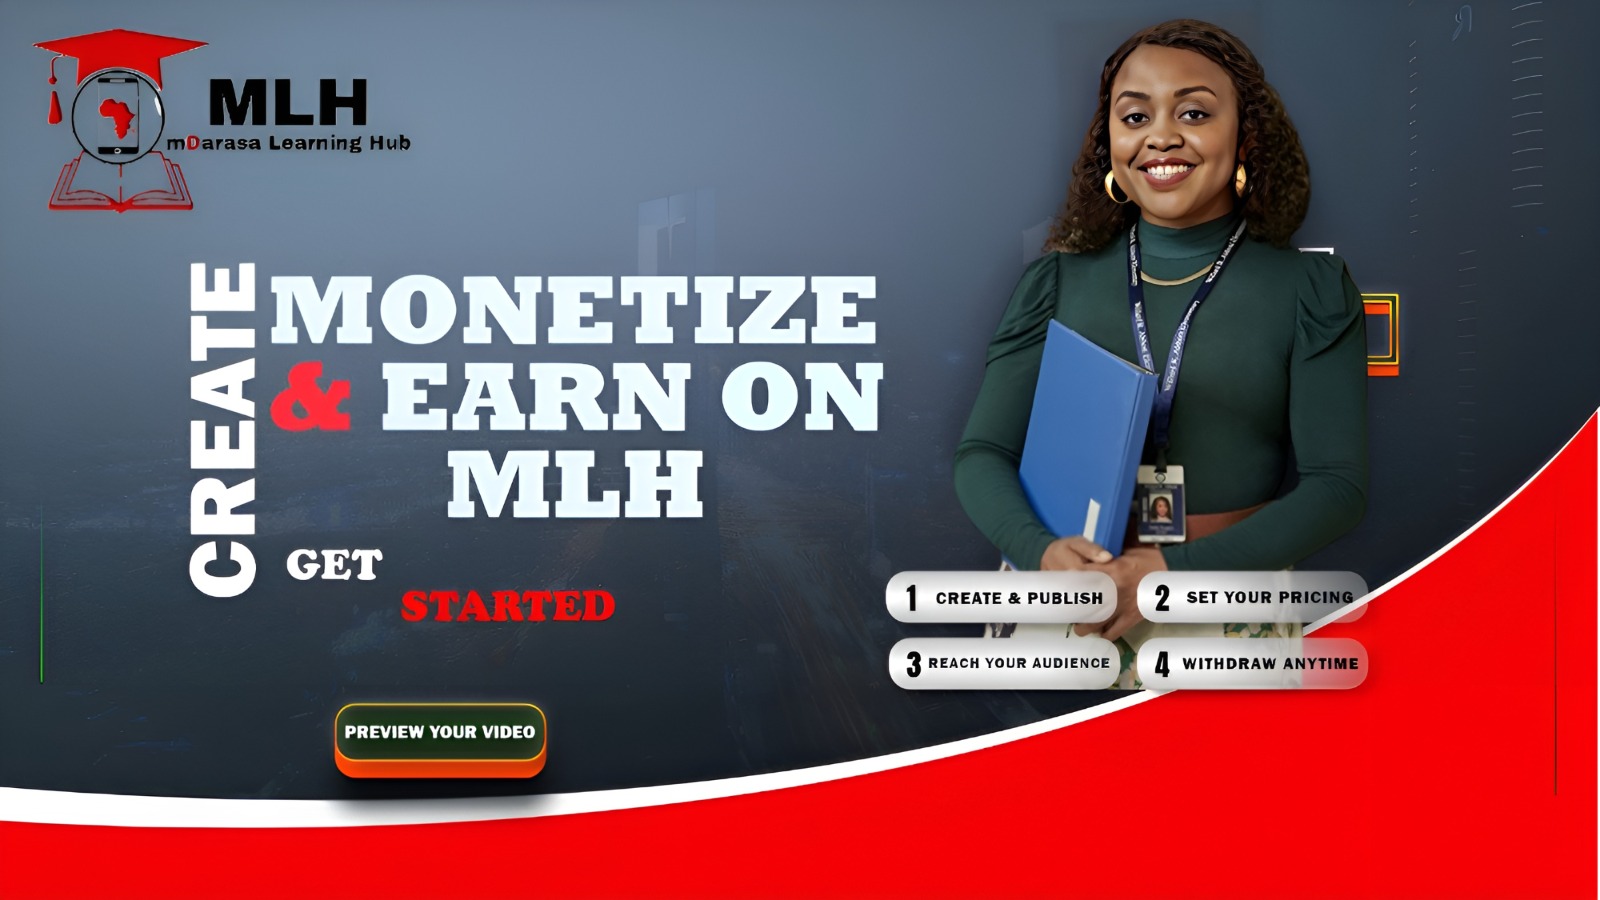 MLH
mDarasa Learning Hub
CREATE
MONETIZE
& EARN ON
MLH
GET
STARTED
PREVIEW YOUR VIDEO
1 CREATE & PUBLISH
2 SET YOUR PRICING
3 REACH YOUR AUDIENCE
4 WITHDRAW ANYTIME